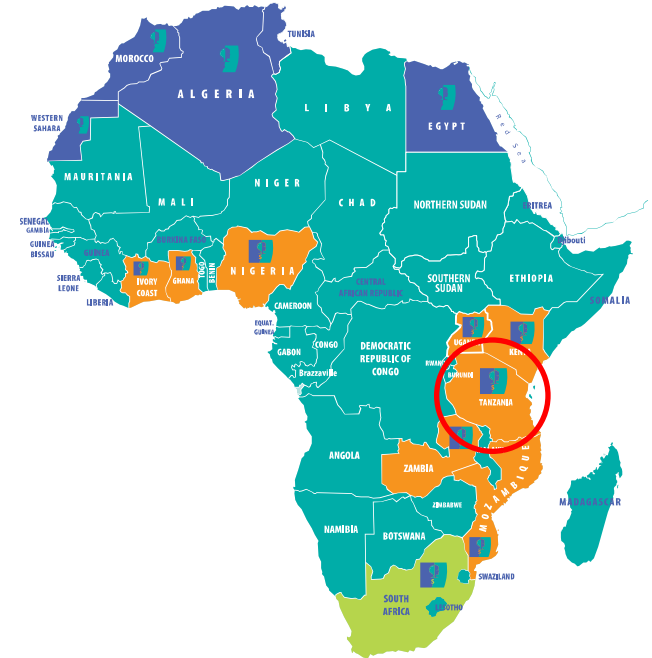 TUNISIA
MOROCCO
ALGERIA
LIBYA
EGYPT
WESTERN
SAHARA
Red Sea
MAURITANIA
MALI
NIGER
CHAD
NORTHERN SUDAN
ERITREA
SENEGAL
GAMBIA
GUINEA
BISSAU
GUINEA
BURKINA FASO
Djibouti
SIERRA
LEONE
LIBERIA
IVORY
COAST
GHANA
TOGO
BENIN
NIGERIA
CENTRAL
AFRICAN REPUBLIC
SOUTHERN
SUDAN
ETHIOPIA
SOMALIA
CAMEROON
EQUAT.
GUINEA
GABON
CONGO
Brazzaville
DEMOCRATIC
REPUBLIC OF
CONGO
BURUNDI
TANZANIA
ANGOLA
ZAMBIA
MOZAMBIQUE
MADAGASCAR
ZIMBABWE
NAMIBIA
BOTSWANA
SWAZILAND
SOUTH
AFRICA
LESOTHO